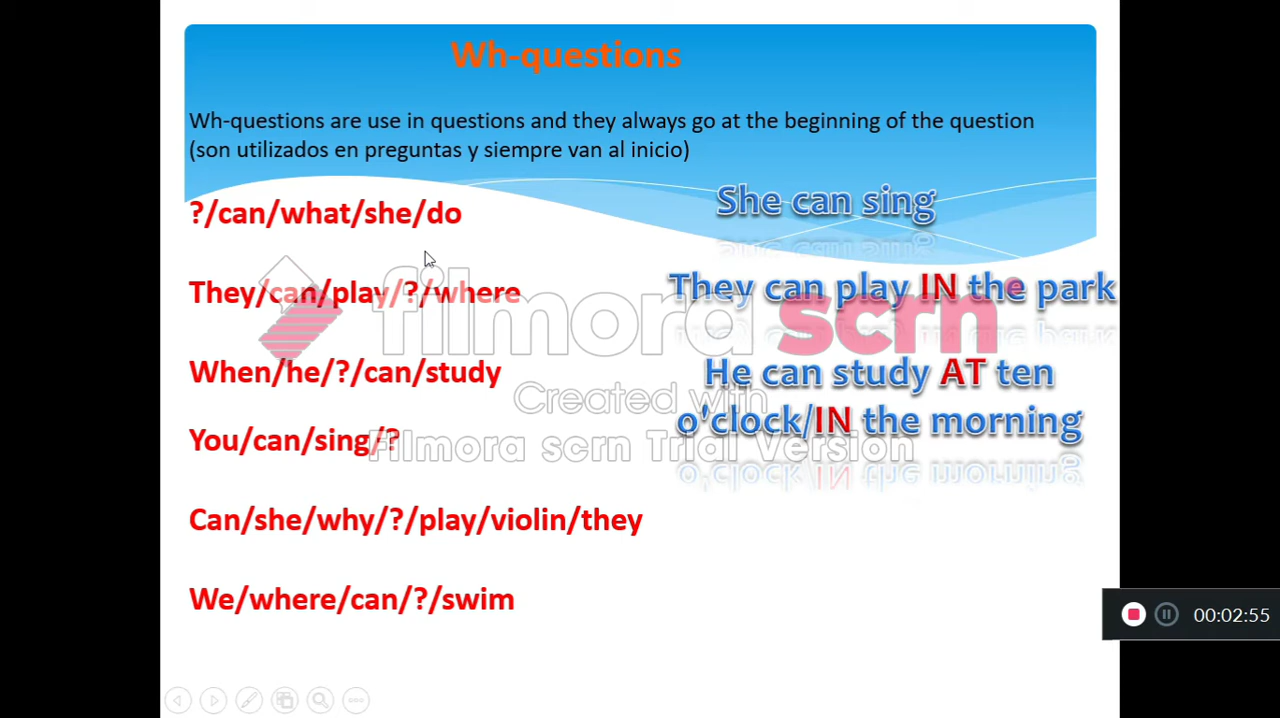 Wh-questions
Wh-questions are use in questions and they always go at the beginning of the question
(son utilizados en preguntas y siempre van al inicio)
?/can/what/she/do
She can sing
They/can/play/?/where
They can play IN the park
filmora scrn
When/he/?/can/study
He can study AT ten
o'clock/IN the morning
Created with
Filmora scrn Trial Version
You/can/sing/?
Can/she/why/?/play/violin/they
We/where/can/?/swim
00:02:55